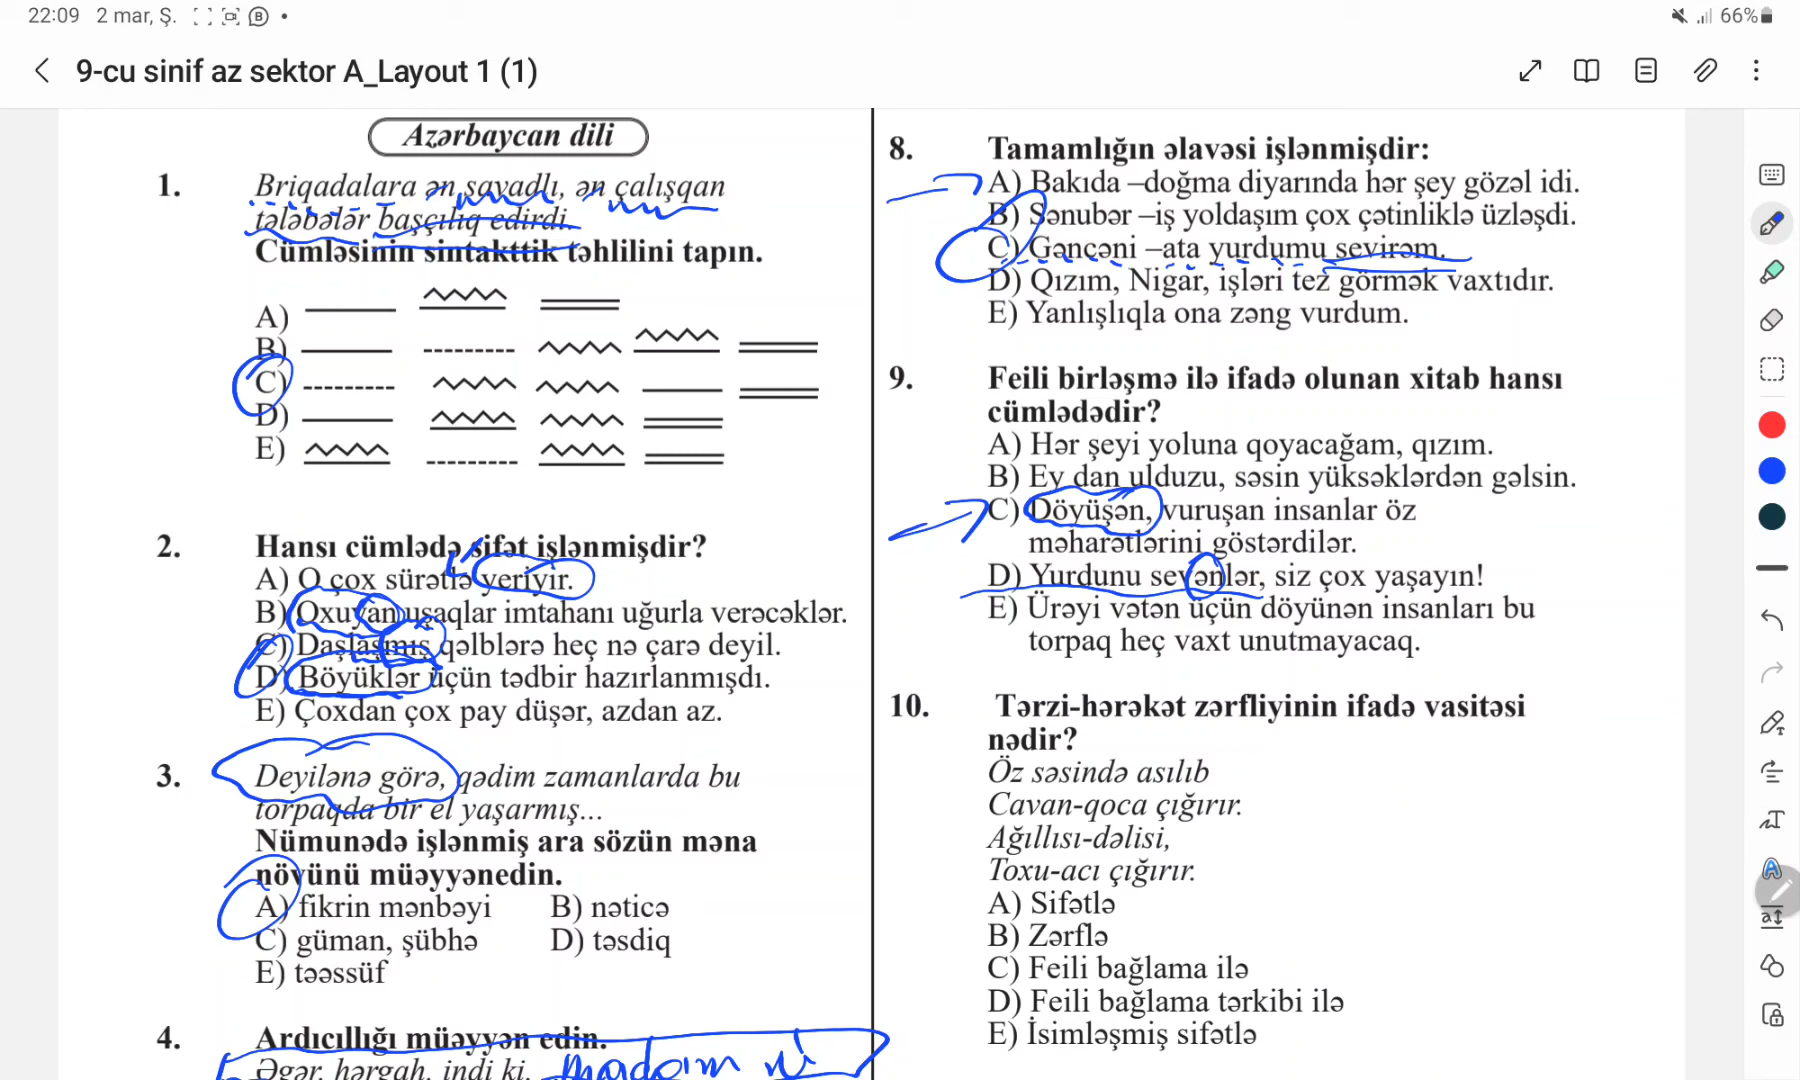 22:09 2 mar, Ş.
66%
9-cu sinif az sektor A_Layout 1 (1)
Azərbaycan dili
1. Briqadalara ən savadlı, ən çalışqan
tələbələr başçılıq edirdi.
Cümləsinin sintakttik təhlilini tapın.
A)
B)
C)
D)
E)
2. Hansı cümlədə sifət işlənmişdir?
A) O çox sürətlə yeriyir.
B) Oxuyan uşaqlar imtahanı uğurla verəcəklər.
C) Daşlaşmış qəlblərə heç nə çarə deyil.
D) Böyüklər üçün tədbir hazırlanmışdı.
E) Çoxdan çox pay düşər, azdan az.
3. Deyilənə görə, qədim zamanlarda bu
torpaqda bir el yaşarmış...
Nümunədə işlənmiş ara sözün məna
növünü müəyyənedin.
A) fikrin mənbəyi B) nəticə
C) güman, şübhə D) təsdiq
E) təəssüf
4. Ardıcıllığı müəyyən edin.
Əgər, hərgah, indi ki, madam ki
8. Tamamlığın əlavəsi işlənmişdir:
A) Bakıda –doğma diyarında hər şey gözəl idi.
B) Sənubər –iş yoldaşım çox çətinliklə üzləşdi.
C) Gəncəni –ata yurdumu sevirəm.
D) Qızım, Nigar, işləri tez görmək vaxtıdır.
E) Yanlışlıqla ona zəng vurdum.
9. Feili birləşmə ilə ifadə olunan xitab hansı
cümlədədir?
A) Hər şeyi yoluna qoyacağam, qızım.
B) Ey dan ulduzu, səsin yüksəklərdən gəlsin.
C) Döyüşən, vuruşan insanlar öz
məharətlərini göstərdilər.
D) Yurdunu sevənlər, siz çox yaşayın!
E) Ürəyi vətən üçün döyünən insanları bu
torpaq heç vaxt unutmayacaq.
10. Tərzi-hərəkət zərfliyinin ifadə vasitəsi
nədir?
Öz səsində asılıb
Cavan-qoca çığırır.
Ağıllısı-dəlisi,
Toxu-acı çığırır.
A) Sifətlə
B) Zərflə
C) Feili bağlama ilə
D) Feili bağlama tərkibi ilə
E) İsimləşmiş sifətlə